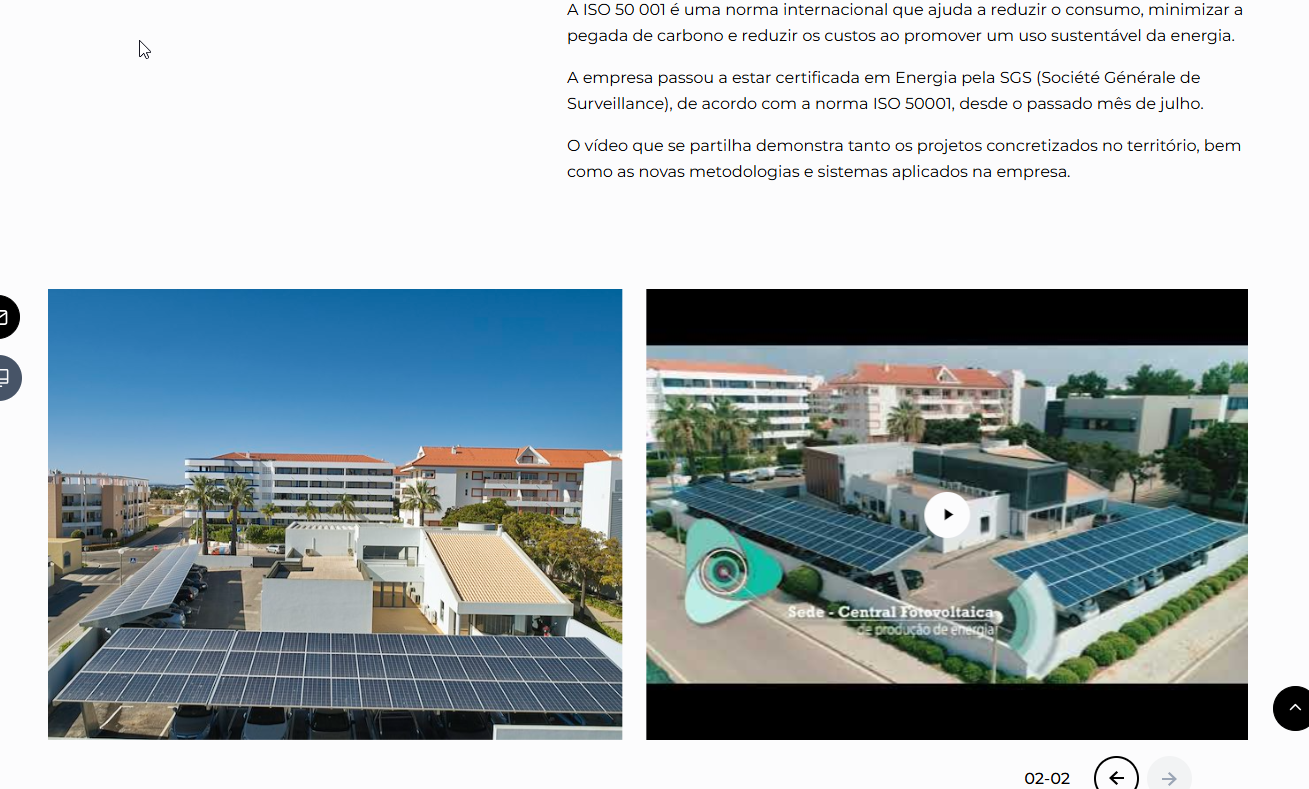 A ISO 50 001 é uma norma internacional que ajuda a reduzir o consumo, minimizar a
pegada de carbono e reduzir os custos ao promover um uso sustentável da energia.
A empresa passou a estar certificada em Energia pela SGS (Société Générale de
Surveillance), de acordo com a norma ISO 50001, desde o passado mês de julho.
O vídeo que se partilha demonstra tanto os projetos concretizados no território, bem
como as novas metodologias e sistemas aplicados na empresa.
Sede - Central Fotovoltaica
de produção de energia
02-02